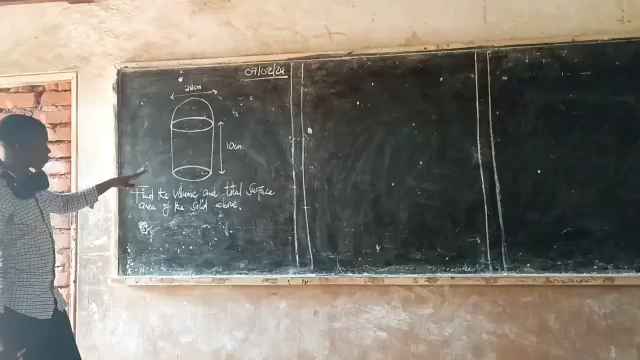 07/02/24
28cm
10cm
Find the volume and total surface
area of the solid above.